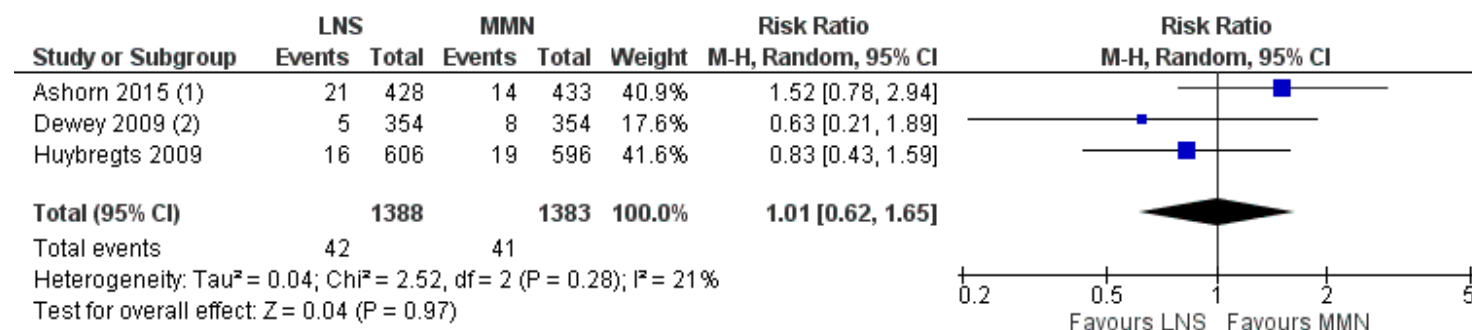 LNS MMN Risk Ratio Risk Ratio
Study or Subgroup Events Total Events Total Weight M-H, Random, 95% CI M-H, Random, 95% CI
Ashorn 2015 (1) 21 428 14 433 40.9% 1.52 [0.78, 2.94]
Dewey 2009 (2) 5 354 8 354 17.6% 0.63 [0.21, 1.89]
Huybregts 2009 16 606 19 596 41.6% 0.83 [0.43, 1.59]
Total (95% CI) 1388 1383 100.0% 1.01 [0.62, 1.65]
Total events 42 41
Heterogeneity: Tau² = 0.04; Chi² = 2.52, df = 2 (P = 0.28); I² = 21%
Test for overall effect: Z = 0.04 (P = 0.97)
0.2 0.5 1 2 5
Favours LNS Favours MMN